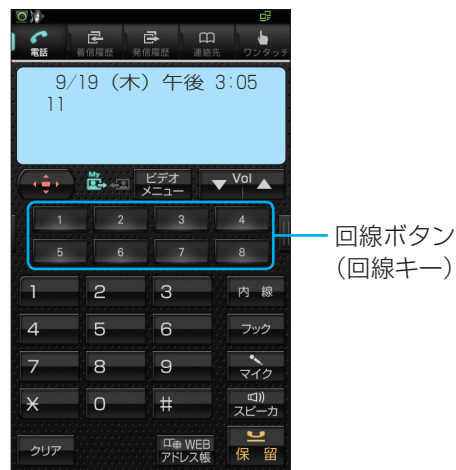 電話 着信履歴 発信履歴 連絡先 ワンタッチ
9/19（木）午後 3:05
11
My ビデオ
メニュー
▼ Vol ▲
1 2 3 4
5 6 7 8
回線ボタン
（回線キー）
1 2 3 内 線
4 5 6 フック
7 8 9 マイク
* 0 # スピーカ
クリア WEB
アドレス帳
保 留